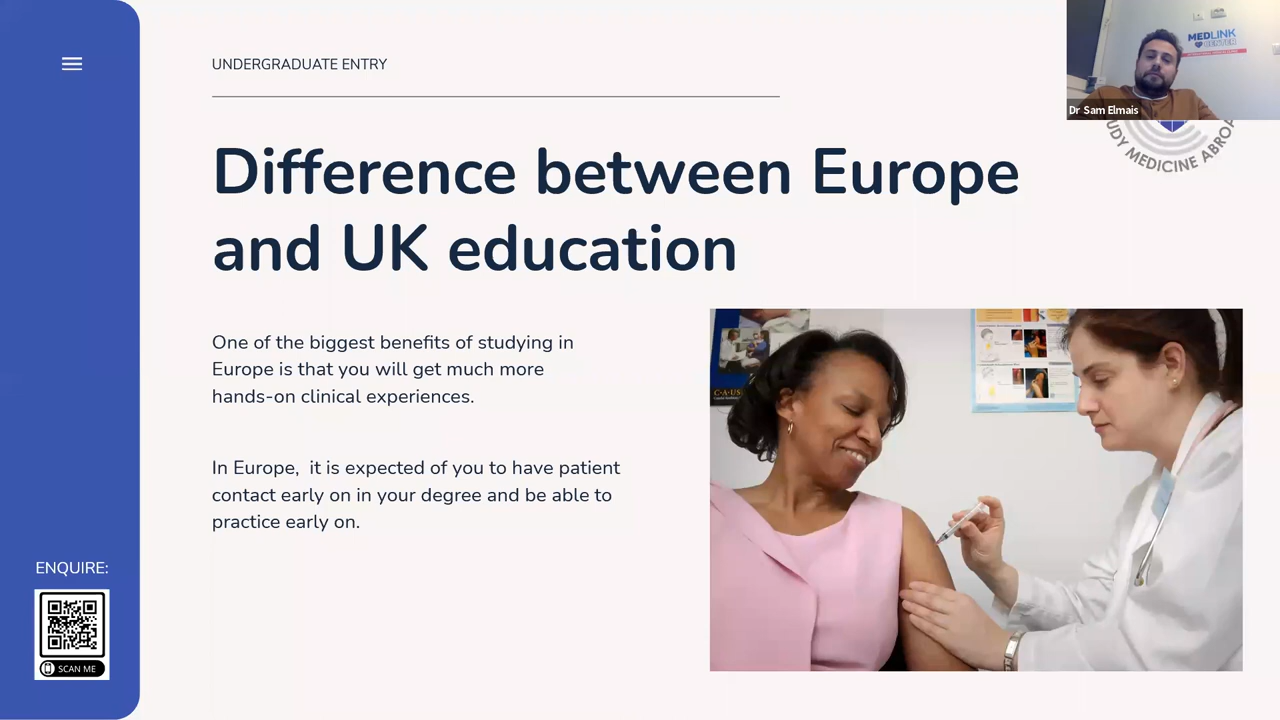 UNDERGRADUATE ENTRY
MEDLINK
CENTER
Dr Sam Elmais
UDY MEDICINE ABRO
Difference between Europe
and UK education
One of the biggest benefits of studying in
Europe is that you will get much more
hands-on clinical experiences.
In Europe, it is expected of you to have patient
contact early on in your degree and be able to
practice early on.
C·A·US
ENQUIRE:
SCAN ME